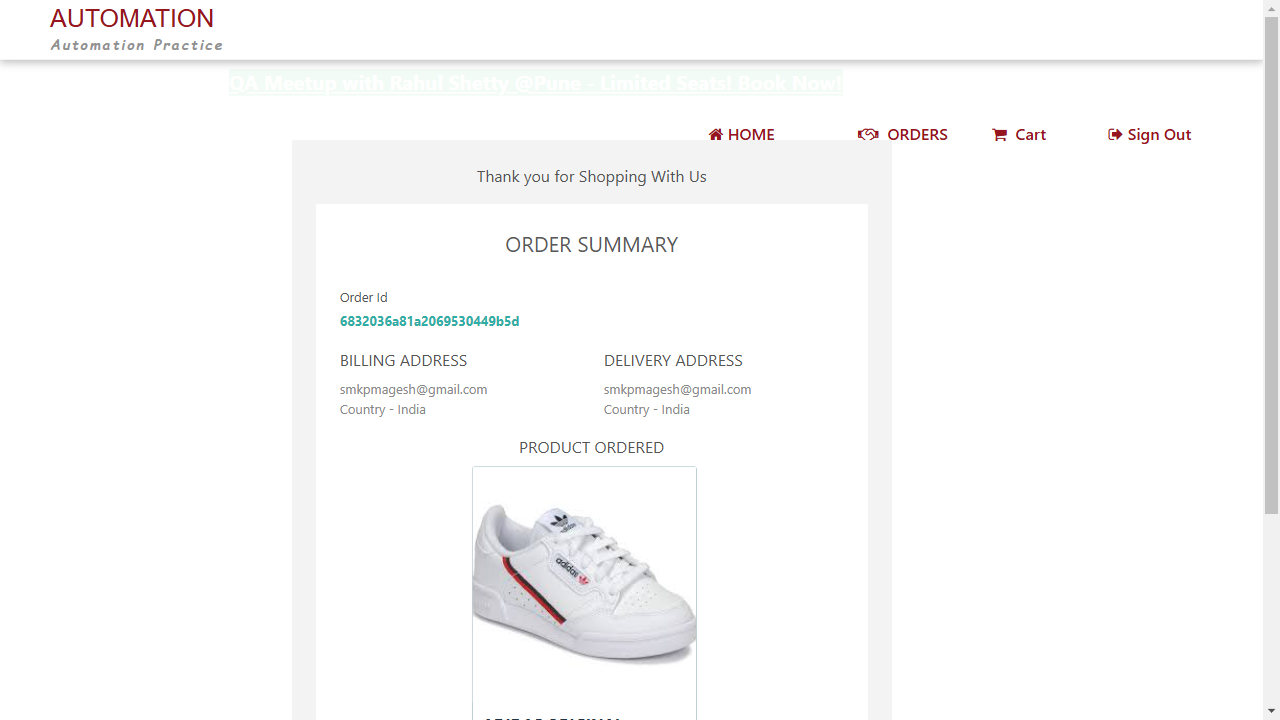 AUTOMATION
Automation Practice
QA Meetup with Rahul Shetty @Pune - Limited Seats! Book Now!
HOME ORDERS Cart Sign Out
Thank you for Shopping With Us
ORDER SUMMARY
Order Id
6832036a81a2069530449b5d
BILLING ADDRESS DELIVERY ADDRESS
smkpmagesh@gmail.com smkpmagesh@gmail.com
Country - India Country - India
PRODUCT ORDERED
adidas
adidas